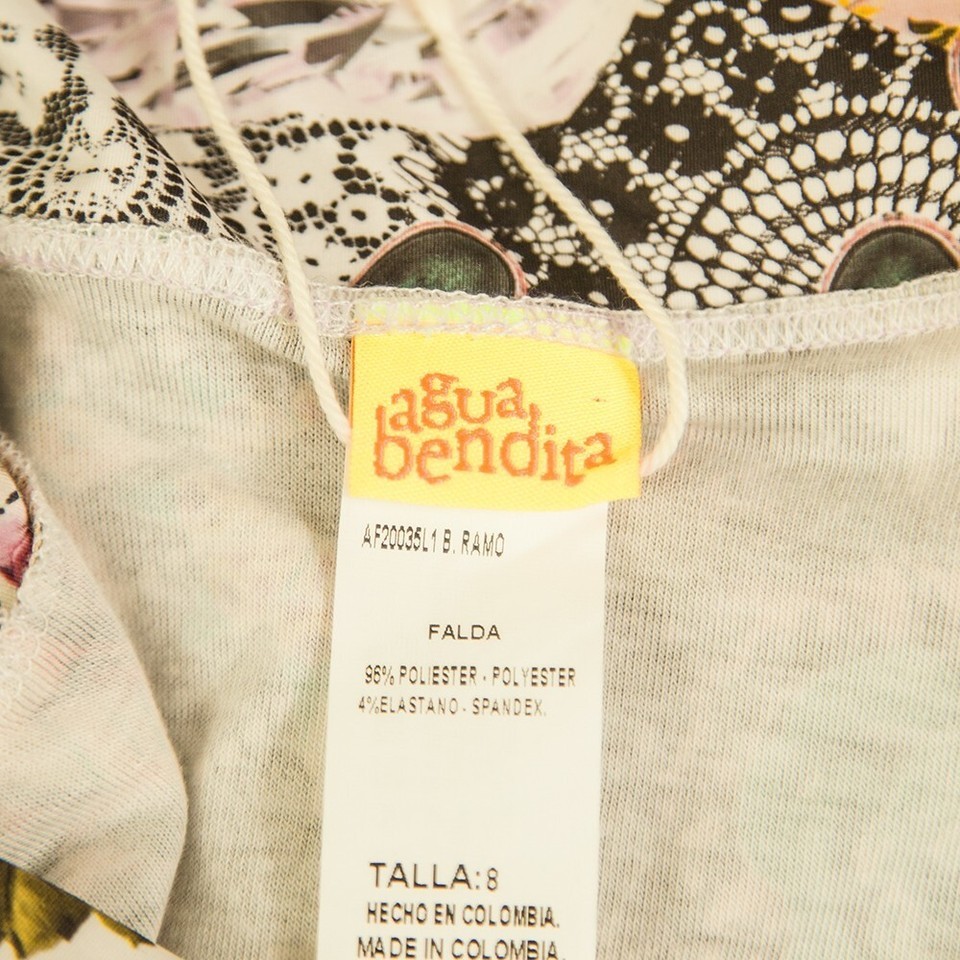 agua
bendita
AF20035L1 B. RAMO
FALDA
96% POLIESTER - POLYESTER
4%ELASTANO - SPANDEX.
TALLA: 8
HECHO EN COLOMBIA.
MADE IN COLOMBIA.